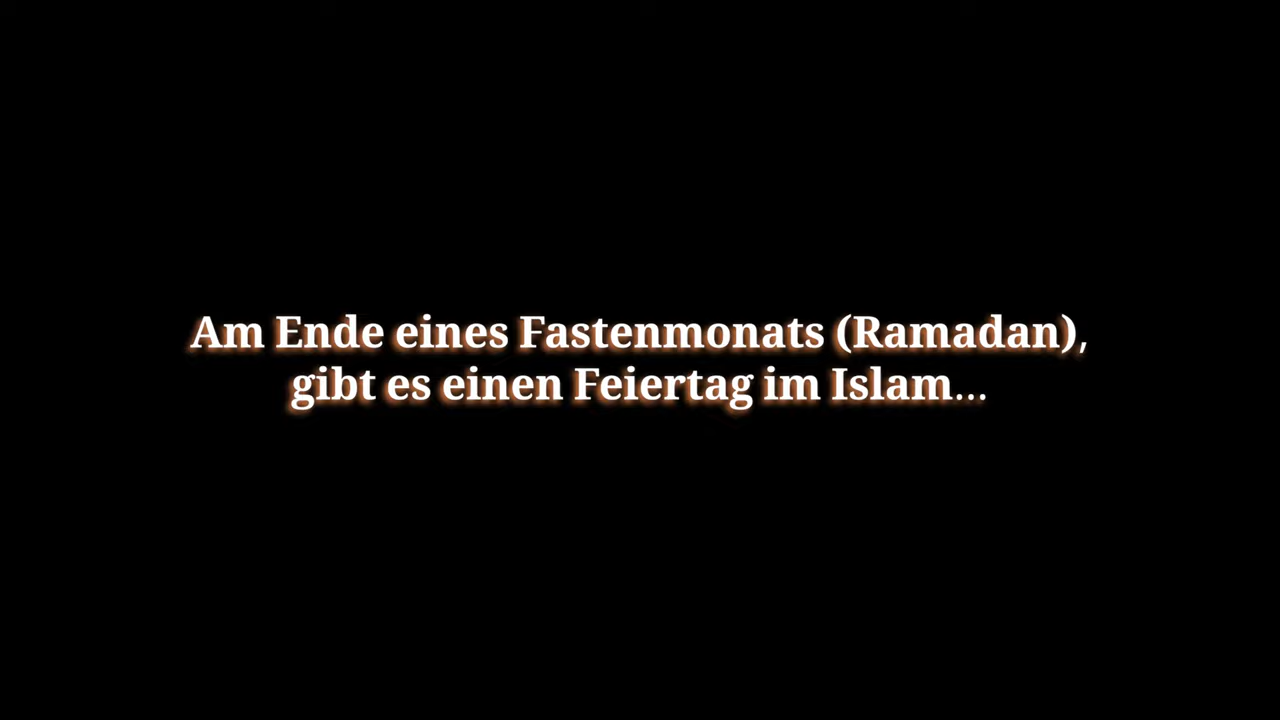 Am Ende eines Fastenmonats (Ramadan),
gibt es einen Feiertag im Islam...